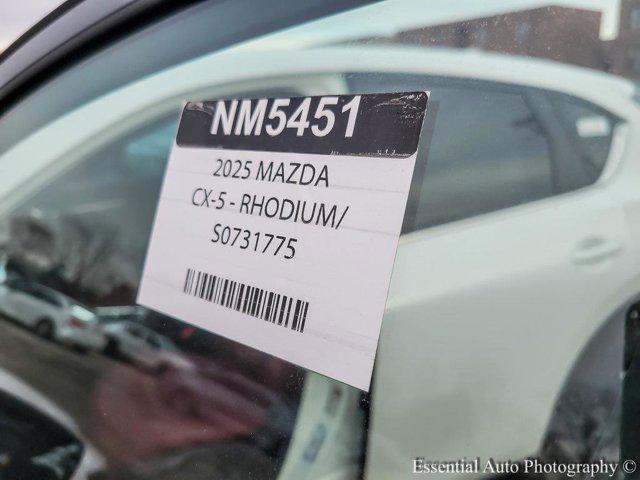 NM5451
2025 MAZDA
CX-5 - RHODIUM/
S0731775
Essential Auto Photography ©